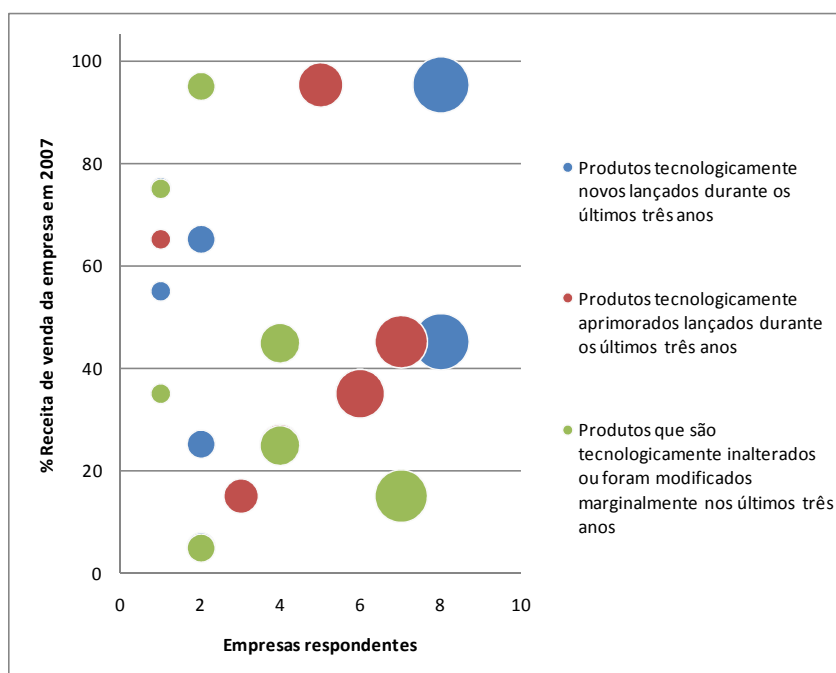 100
80
60
40
20
0
0 2 4 6 8 10
% Receita de venda da empresa em 2007
Empresas respondentes
Produtos tecnologicamente
novos lançados durante os
últimos três anos
Produtos tecnologicamente
aprimorados lançados durante
os últimos três anos
Produtos que são
tecnologicamente inalterados
ou foram modificados
marginalmente nos últimos três
anos